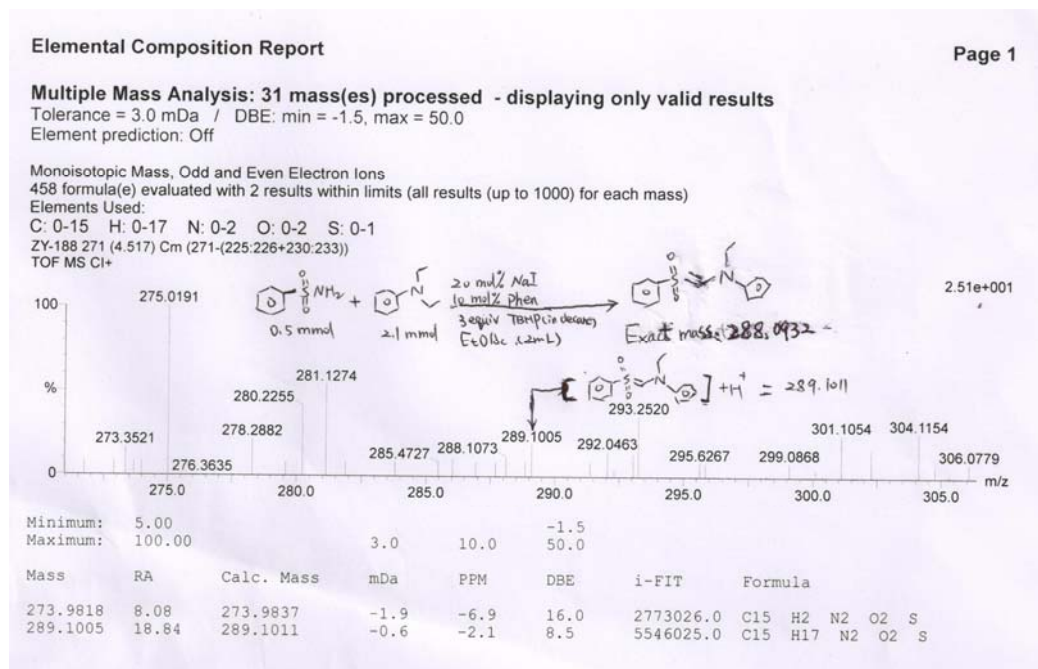 Elemental Composition Report
Page 1
Multiple Mass Analysis: 31 mass(es) processed - displaying only valid results
Tolerance = 3.0 mDa / DBE: min = -1.5, max = 50.0
Element prediction: Off
Monoisotopic Mass, Odd and Even Electron Ions
458 formula(e) evaluated with 2 results within limits (all results (up to 1000) for each mass)
Elements Used:
C: 0-15 H: 0-17 N: 0-2 O: 0-2 S: 0-1
ZY-188 271 (4.517) Cm (271-(225:226+230:233))
TOF MS CI+
2.51e+001
100
%
0
275.0191
O S O NH2 + N
0.5 mmol
2.1 mmol
20 mol% NaI
10 mol% phen
3 equiv TBHP (in decane)
(2mL)
O S O N
Exact mass: 288.0932
[ O S O N ] + H+ = 289.1011
273.3521
276.3635
278.2882
280.2255
281.1274
285.4727
288.1073
289.1005
292.0463
293.2520
295.6267
299.0868
301.1054
304.1154
306.0779
275.0 280.0 285.0 290.0 295.0 300.0 305.0 m/z
Minimum: 5.00 -1.5
Maximum: 100.00 3.0 10.0 50.0
Mass RA Calc. Mass mDa PPM DBE i-FIT Formula
273.9818 8.08 273.9837 -1.9 -6.9 16.0 2773026.0 C15 H2 N2 O2 S
289.1005 18.84 289.1011 -0.6 -2.1 8.5 5546025.0 C15 H17 N2 O2 S